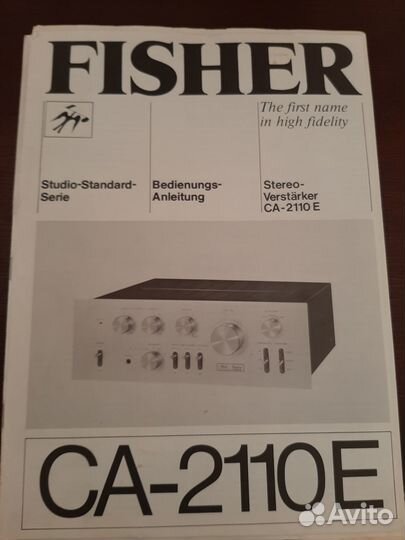 FISHER
The first name
in high fidelity
Studio-Standard-
Serie
Bedienungs-
Anleitung
Stereo-
Verstärker
CA-2110 E
CA-2110E
Avito